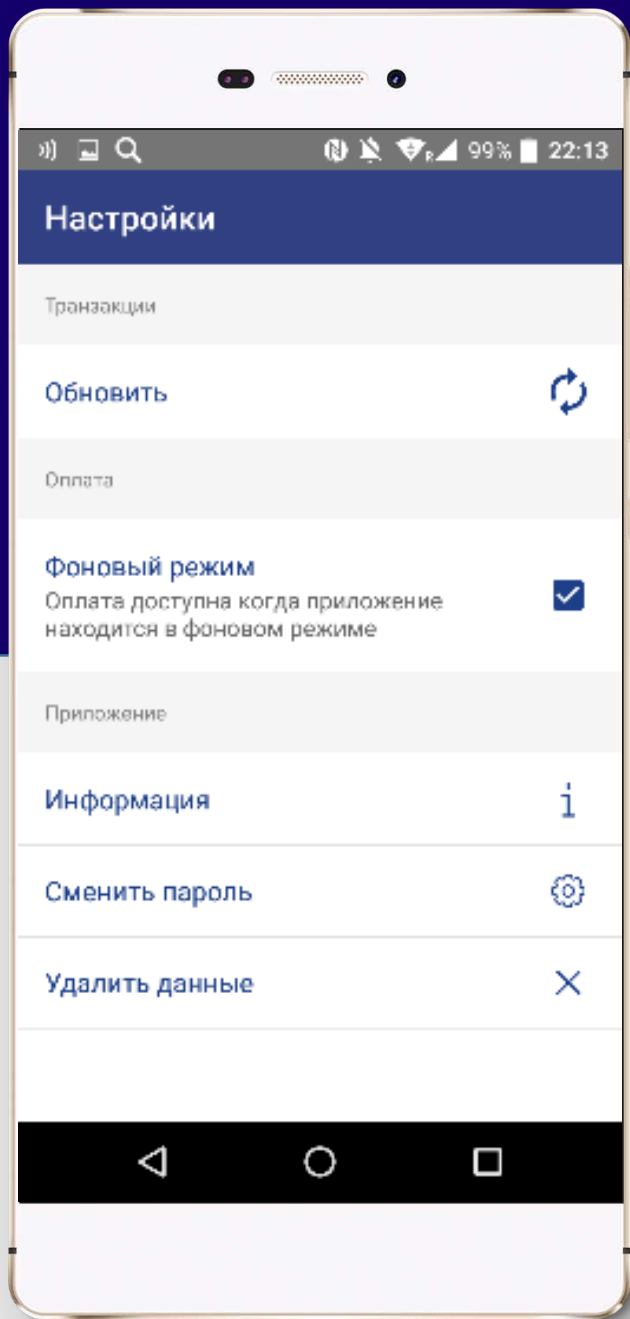 99% 22:13
Настройки
Транзакции
Обновить
Оплата
Фоновый режим
Оплата доступна когда приложение
находится в фоновом режиме
Приложение
Информация
Сменить пароль
Удалить данные